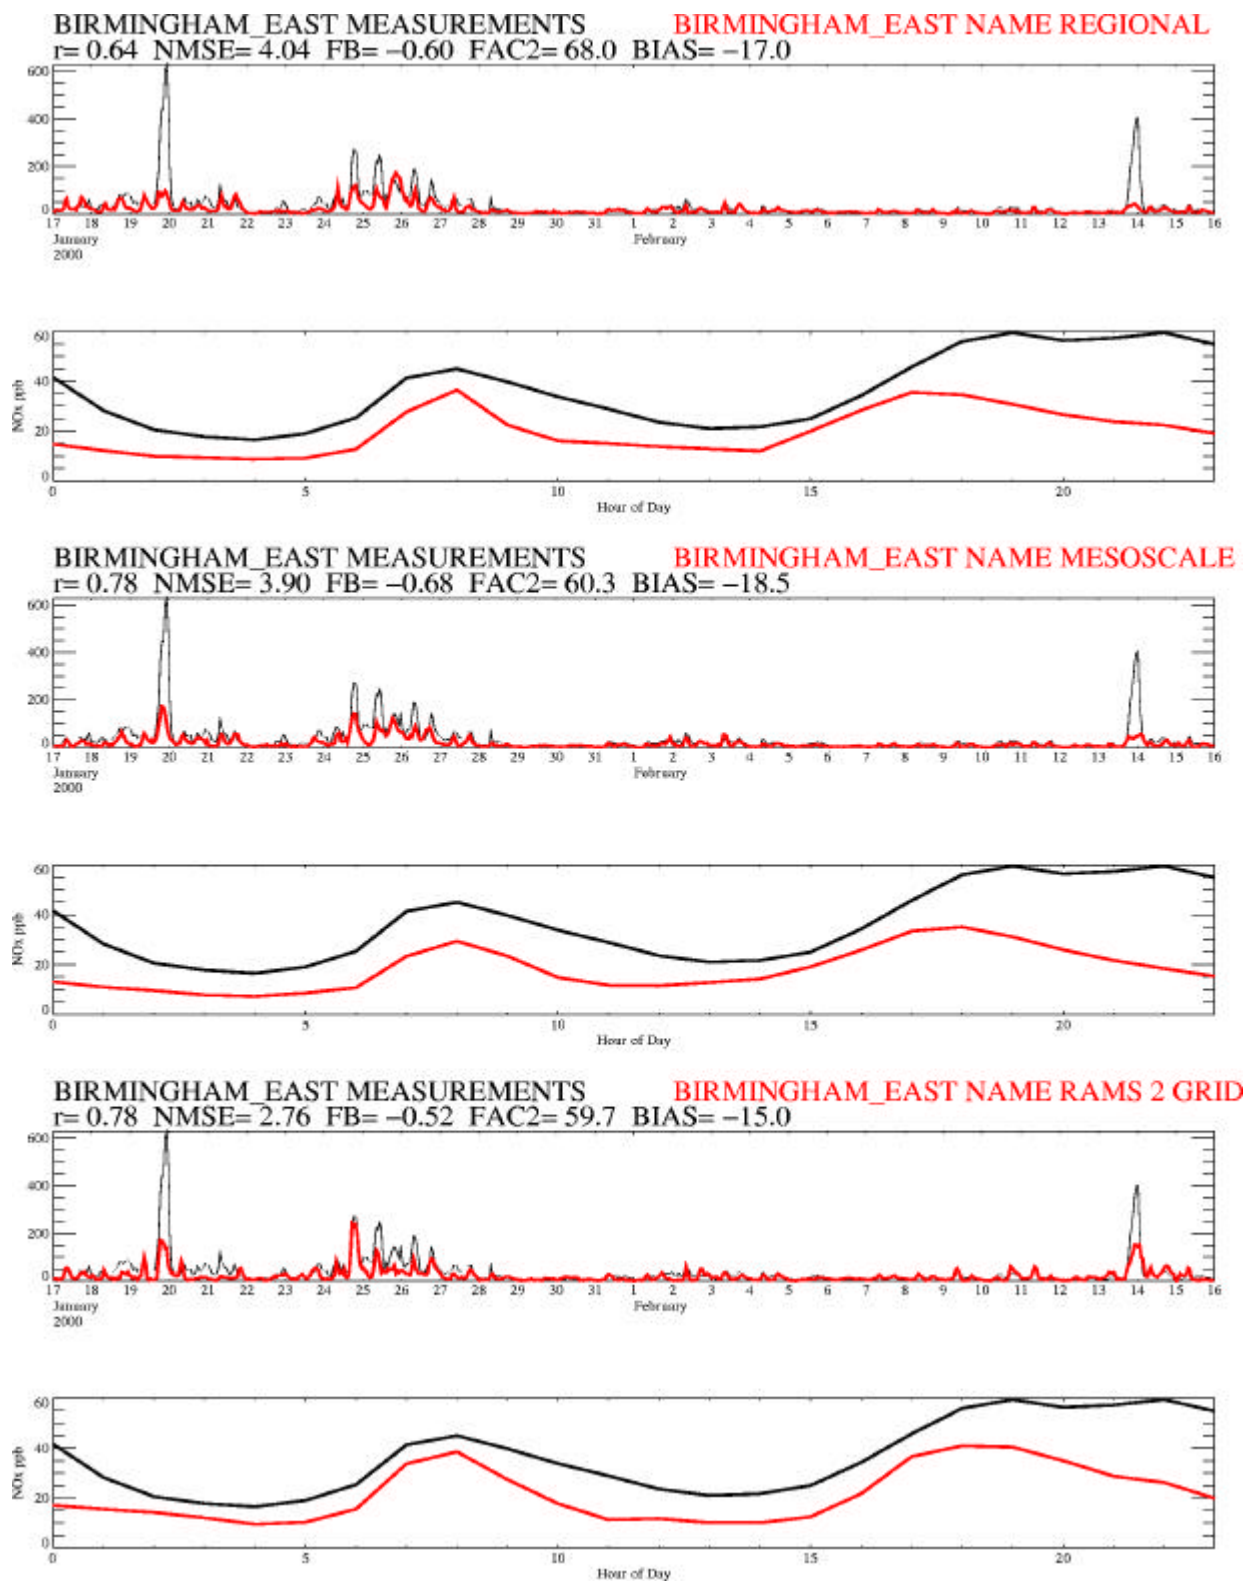 BIRMINGHAM_EAST MEASUREMENTS BIRMINGHAM_EAST NAME REGIONAL
r= 0.64 NMSE= 4.04 FB= −0.60 FAC2= 68.0 BIAS= −17.0
600
400
200
0
17 18 19 20 21 22 23 24 25 26 27 28 29 30 31 1 2 3 4 5 6 7 8 9 10 11 12 13 14 15 16
January February
2000
60
40
20
0
NOx ppb
0 5 10 15 20
Hour of Day
BIRMINGHAM_EAST MEASUREMENTS BIRMINGHAM_EAST NAME MESOSCALE
r= 0.78 NMSE= 3.90 FB= −0.68 FAC2= 60.3 BIAS= −18.5
600
400
200
0
17 18 19 20 21 22 23 24 25 26 27 28 29 30 31 1 2 3 4 5 6 7 8 9 10 11 12 13 14 15 16
January February
2000
60
40
20
0
NOx ppb
0 5 10 15 20
Hour of Day
BIRMINGHAM_EAST MEASUREMENTS BIRMINGHAM_EAST NAME RAMS 2 GRID
r= 0.78 NMSE= 2.76 FB= −0.52 FAC2= 59.7 BIAS= −15.0
600
400
200
0
17 18 19 20 21 22 23 24 25 26 27 28 29 30 31 1 2 3 4 5 6 7 8 9 10 11 12 13 14 15 16
January February
2000
60
40
20
0
NOx ppb
0 5 10 15 20
Hour of Day